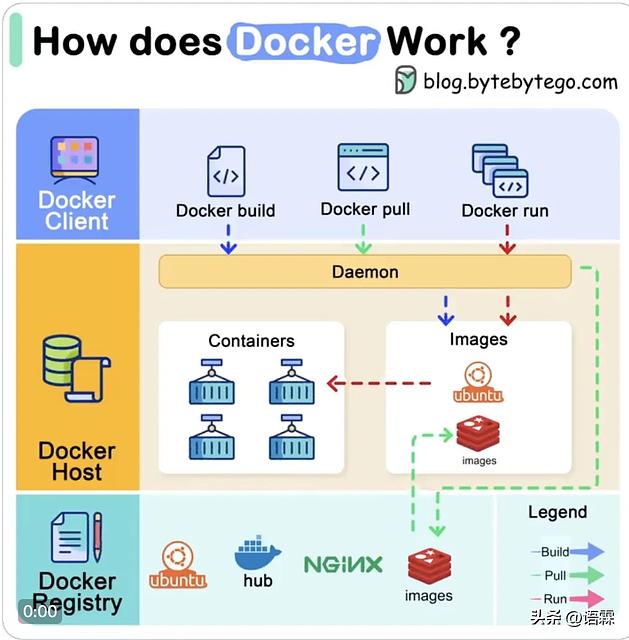 How does Docker Work ?
blog.bytebytego.com
Docker
Client
Docker build
Docker pull
Docker run
Daemon
Docker
Host
Containers
Images
ubuntu
images
Docker
Registry
ubuntu
hub
NGINX
images
Legend
Build
Pull
Run
0:00
头条 @语霖